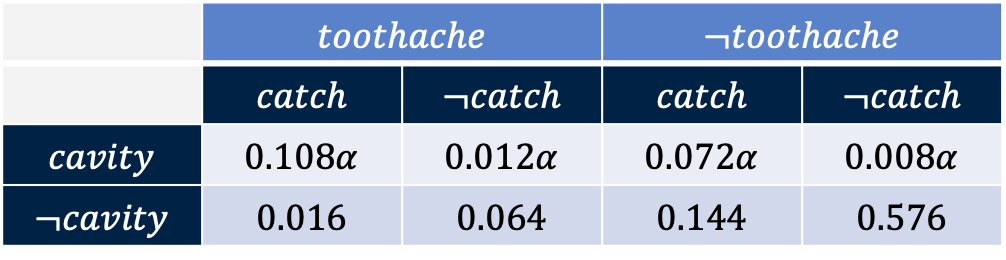 toothache ¬toothache
catch ¬catch catch ¬catch
cavity 0.108α 0.012α 0.072α 0.008α
¬cavity 0.016 0.064 0.144 0.576